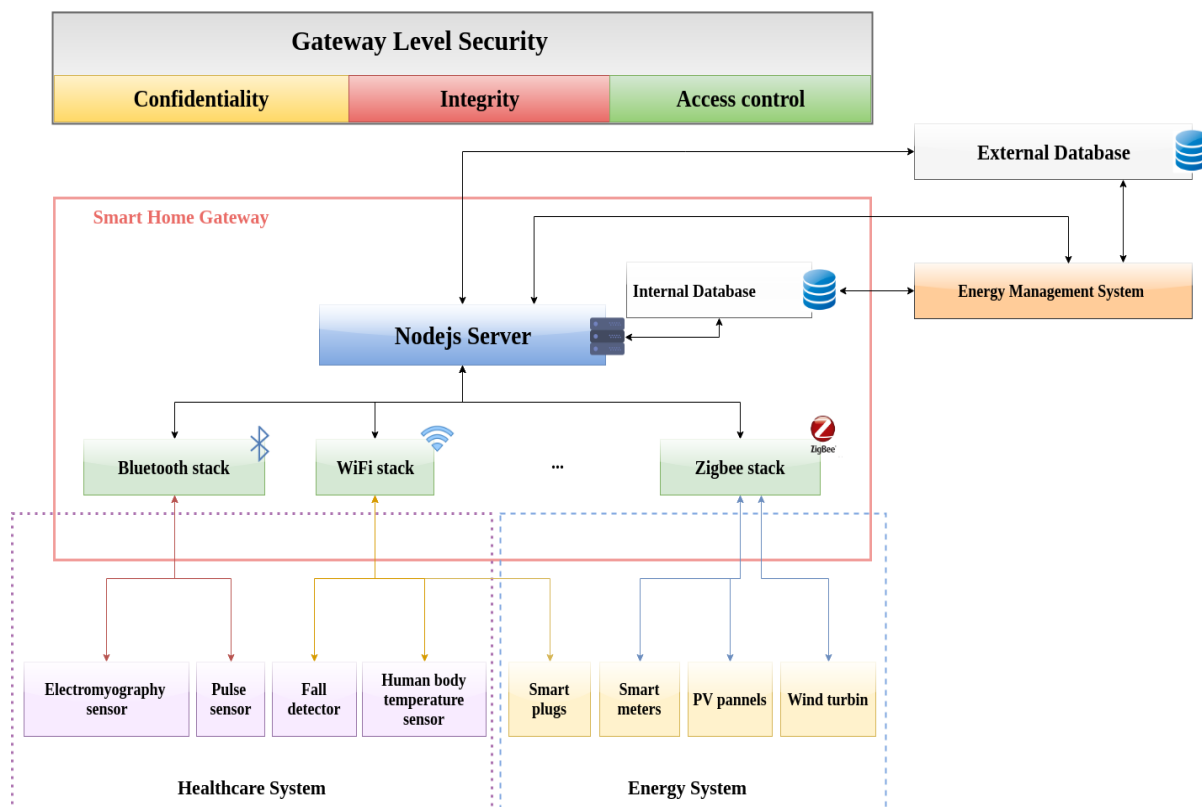 Gateway Level Security
Confidentiality
Integrity
Access control
External Database
Smart Home Gateway
Internal Database
Energy Management System
Nodejs Server
Bluetooth stack
WiFi stack
...
Zigbee stack
ZigBee
Electromyography
sensor
Pulse
sensor
Fall
detector
Human body
temperature
sensor
Smart
plugs
Smart
meters
PV pannels
Wind turbin
Healthcare System
Energy System